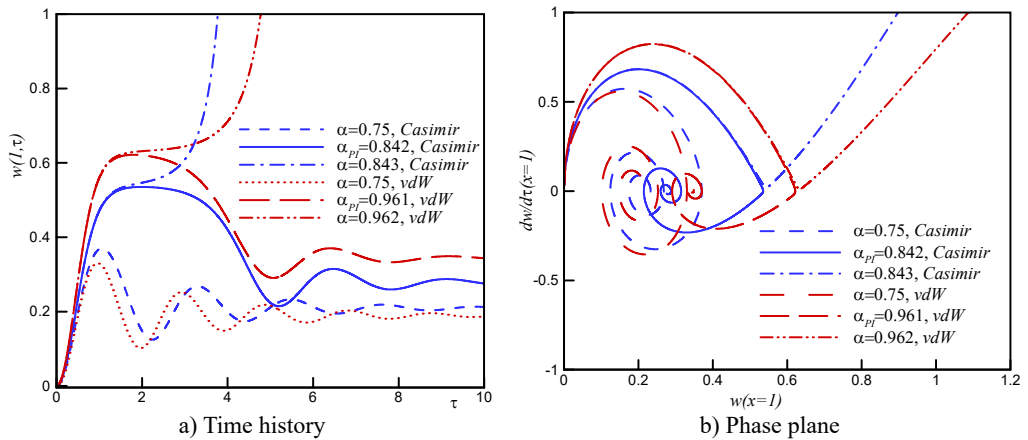 1
0.8
0.6
0.4
0.2
0
w(1,τ)
α=0.75, Casimir
α_PI=0.842, Casimir
α=0.843, Casimir
α=0.75, vdW
α_PI=0.961, vdW
α=0.962, vdW
0 2 4 6 8 10
τ
a) Time history
1
0.5
0
-0.5
-1
dw/dτ(x=1)
α=0.75, Casimir
α_PI=0.842, Casimir
α=0.843, Casimir
α=0.75, vdW
α_PI=0.961, vdW
α=0.962, vdW
0 0.2 0.4 0.6 0.8 1 1.2
w(x=1)
b) Phase plane